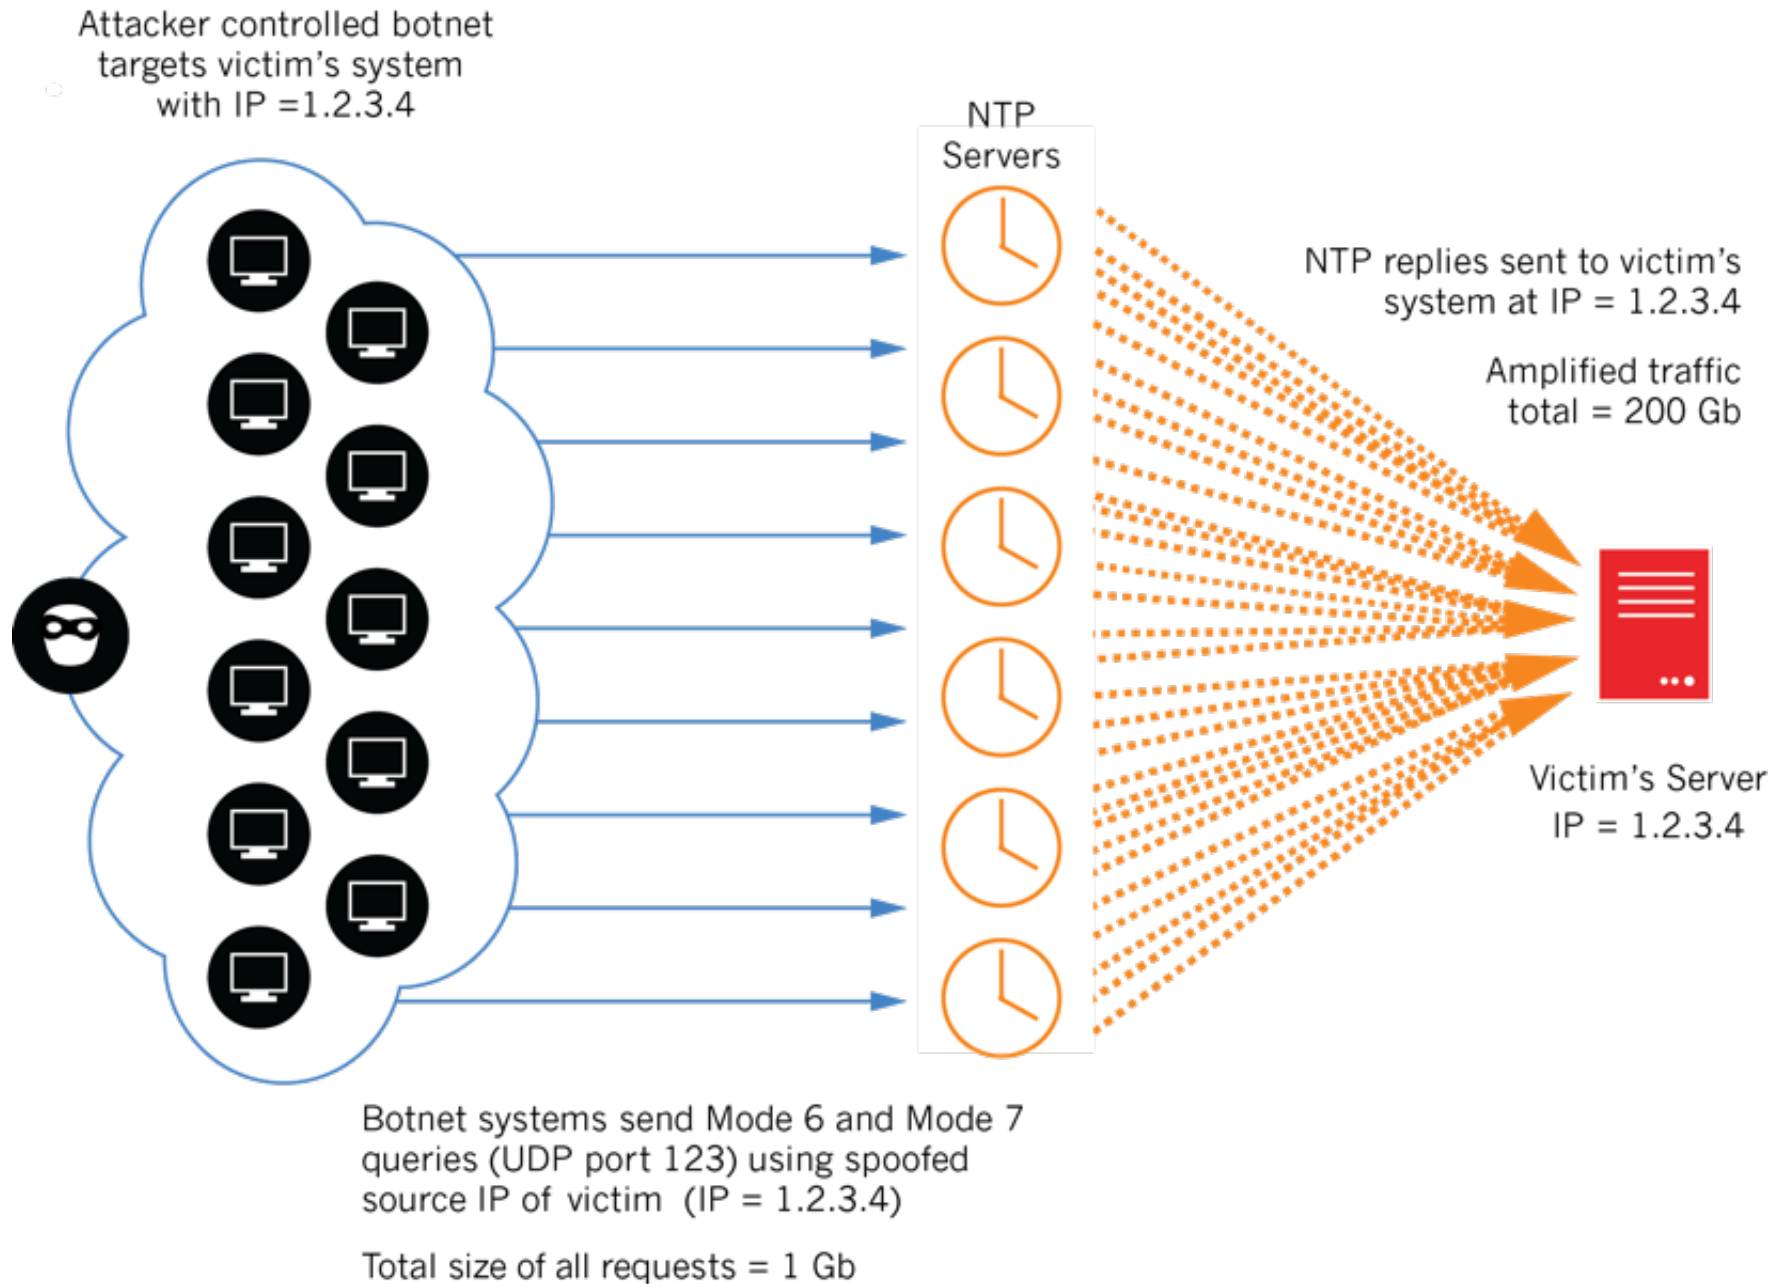 Attacker controlled botnet
targets victim's system
with IP =1.2.3.4
NTP
Servers
NTP replies sent to victim's
system at IP = 1.2.3.4
Amplified traffic
total = 200 Gb
Victim's Server
IP = 1.2.3.4
Botnet systems send Mode 6 and Mode 7
queries (UDP port 123) using spoofed
source IP of victim (IP = 1.2.3.4)
Total size of all requests = 1 Gb